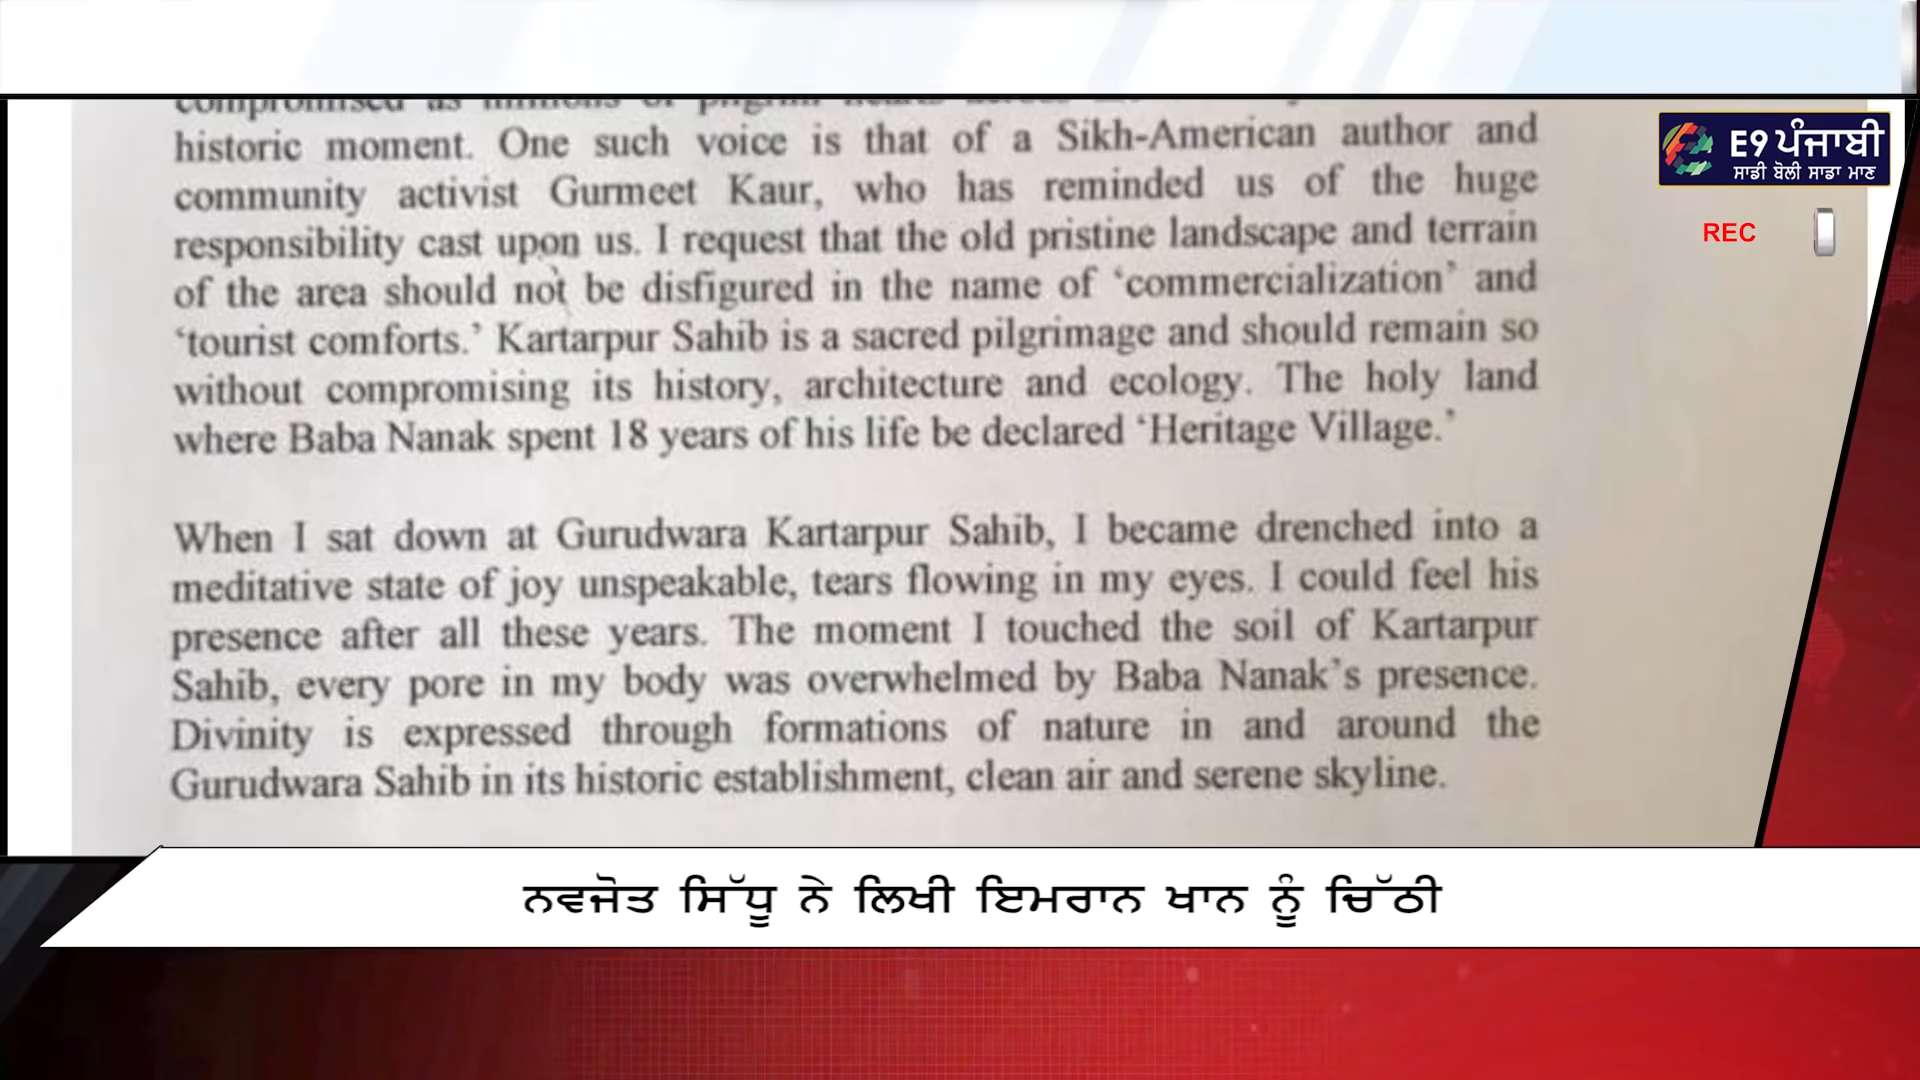 compromised as millions of pilgrim hearts
historic moment. One such voice is that of a Sikh-American author and
community activist Gurmeet Kaur, who has reminded us of the huge
responsibility cast upon us. I request that the old pristine landscape and terrain
of the area should not be disfigured in the name of ‘commercialization’ and
‘tourist comforts.’ Kartarpur Sahib is a sacred pilgrimage and should remain so
without compromising its history, architecture and ecology. The holy land
where Baba Nanak spent 18 years of his life be declared ‘Heritage Village.’
When I sat down at Gurudwara Kartarpur Sahib, I became drenched into a
meditative state of joy unspeakable, tears flowing in my eyes. I could feel his
presence after all these years. The moment I touched the soil of Kartarpur
Sahib, every pore in my body was overwhelmed by Baba Nanak’s presence.
Divinity is expressed through formations of nature in and around the
Gurudwara Sahib in its historic establishment, clean air and serene skyline.
E9 ਪੰਜਾਬੀ
ਸਾਡੀ ਬੋਲੀ ਸਾਡਾ ਮਾਣ
REC
ਨਵਜੋਤ ਸਿੱਧੂ ਨੇ ਲਿਖੀ ਇਮਰਾਨ ਖਾਨ ਨੂੰ ਚਿੱਠੀ